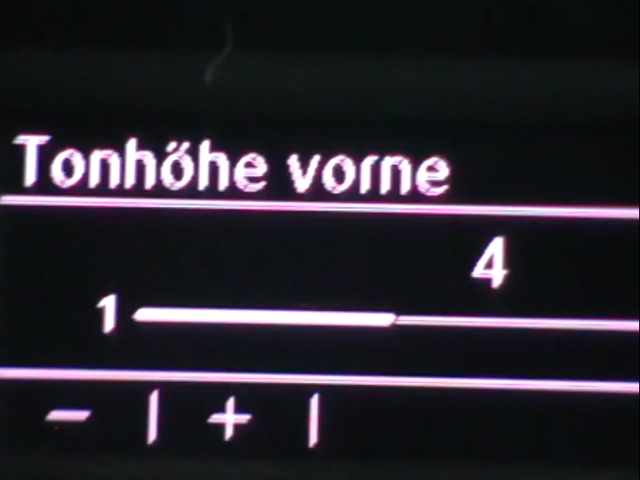 Tonhöhe vorne
4
1
- | + |